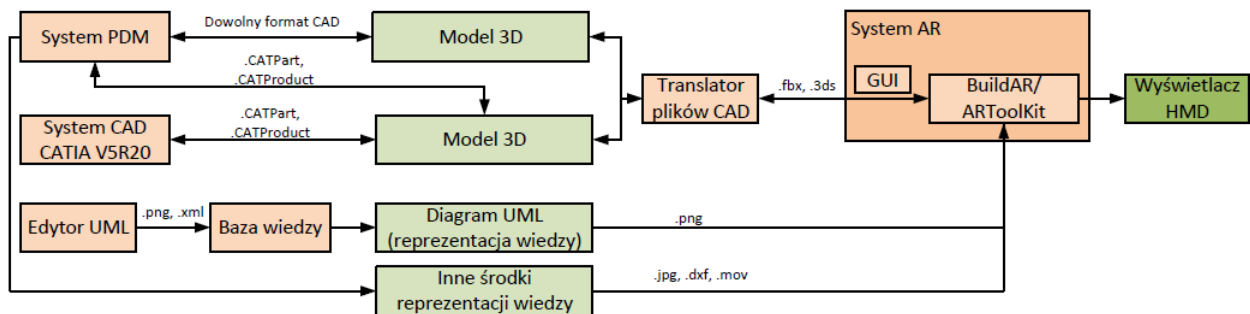 System PDM
Dowolny format CAD
Model 3D
.CATPart,
.CATProduct
System CAD
CATIA V5R20
.CATPart,
.CATProduct
Model 3D
Translator
plików CAD
.fbx, .3ds
System AR
GUI
BuildAR/
ARToolKit
Wyświetlacz
HMD
Edytor UML
.png, .xml
Baza wiedzy
Diagram UML
(reprezentacja wiedzy)
.png
Inne środki
reprezentacji wiedzy
.jpg, .dxf, .mov